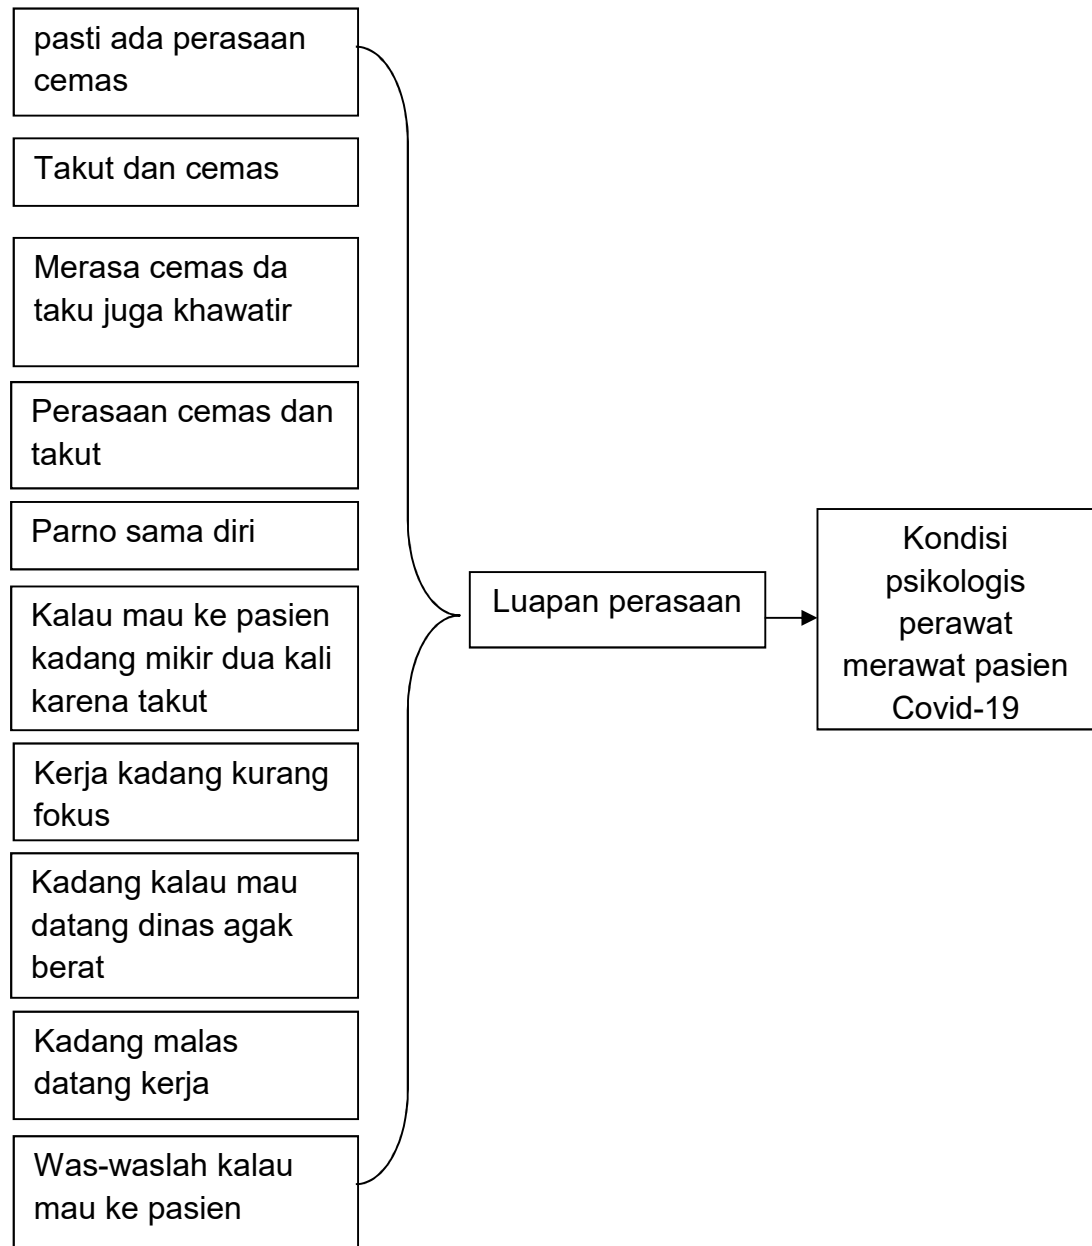 pasti ada perasaan
cemas
Takut dan cemas
Merasa cemas da
taku juga khawatir
Perasaan cemas dan
takut
Parno sama diri
Kalau mau ke pasien
kadang mikir dua kali
karena takut
Kerja kadang kurang
fokus
Kadang kalau mau
datang dinas agak
berat
Kadang malas
datang kerja
Was-waslah kalau
mau ke pasien
Luapan perasaan
Kondisi
psikologis
perawat
merawat pasien
Covid-19